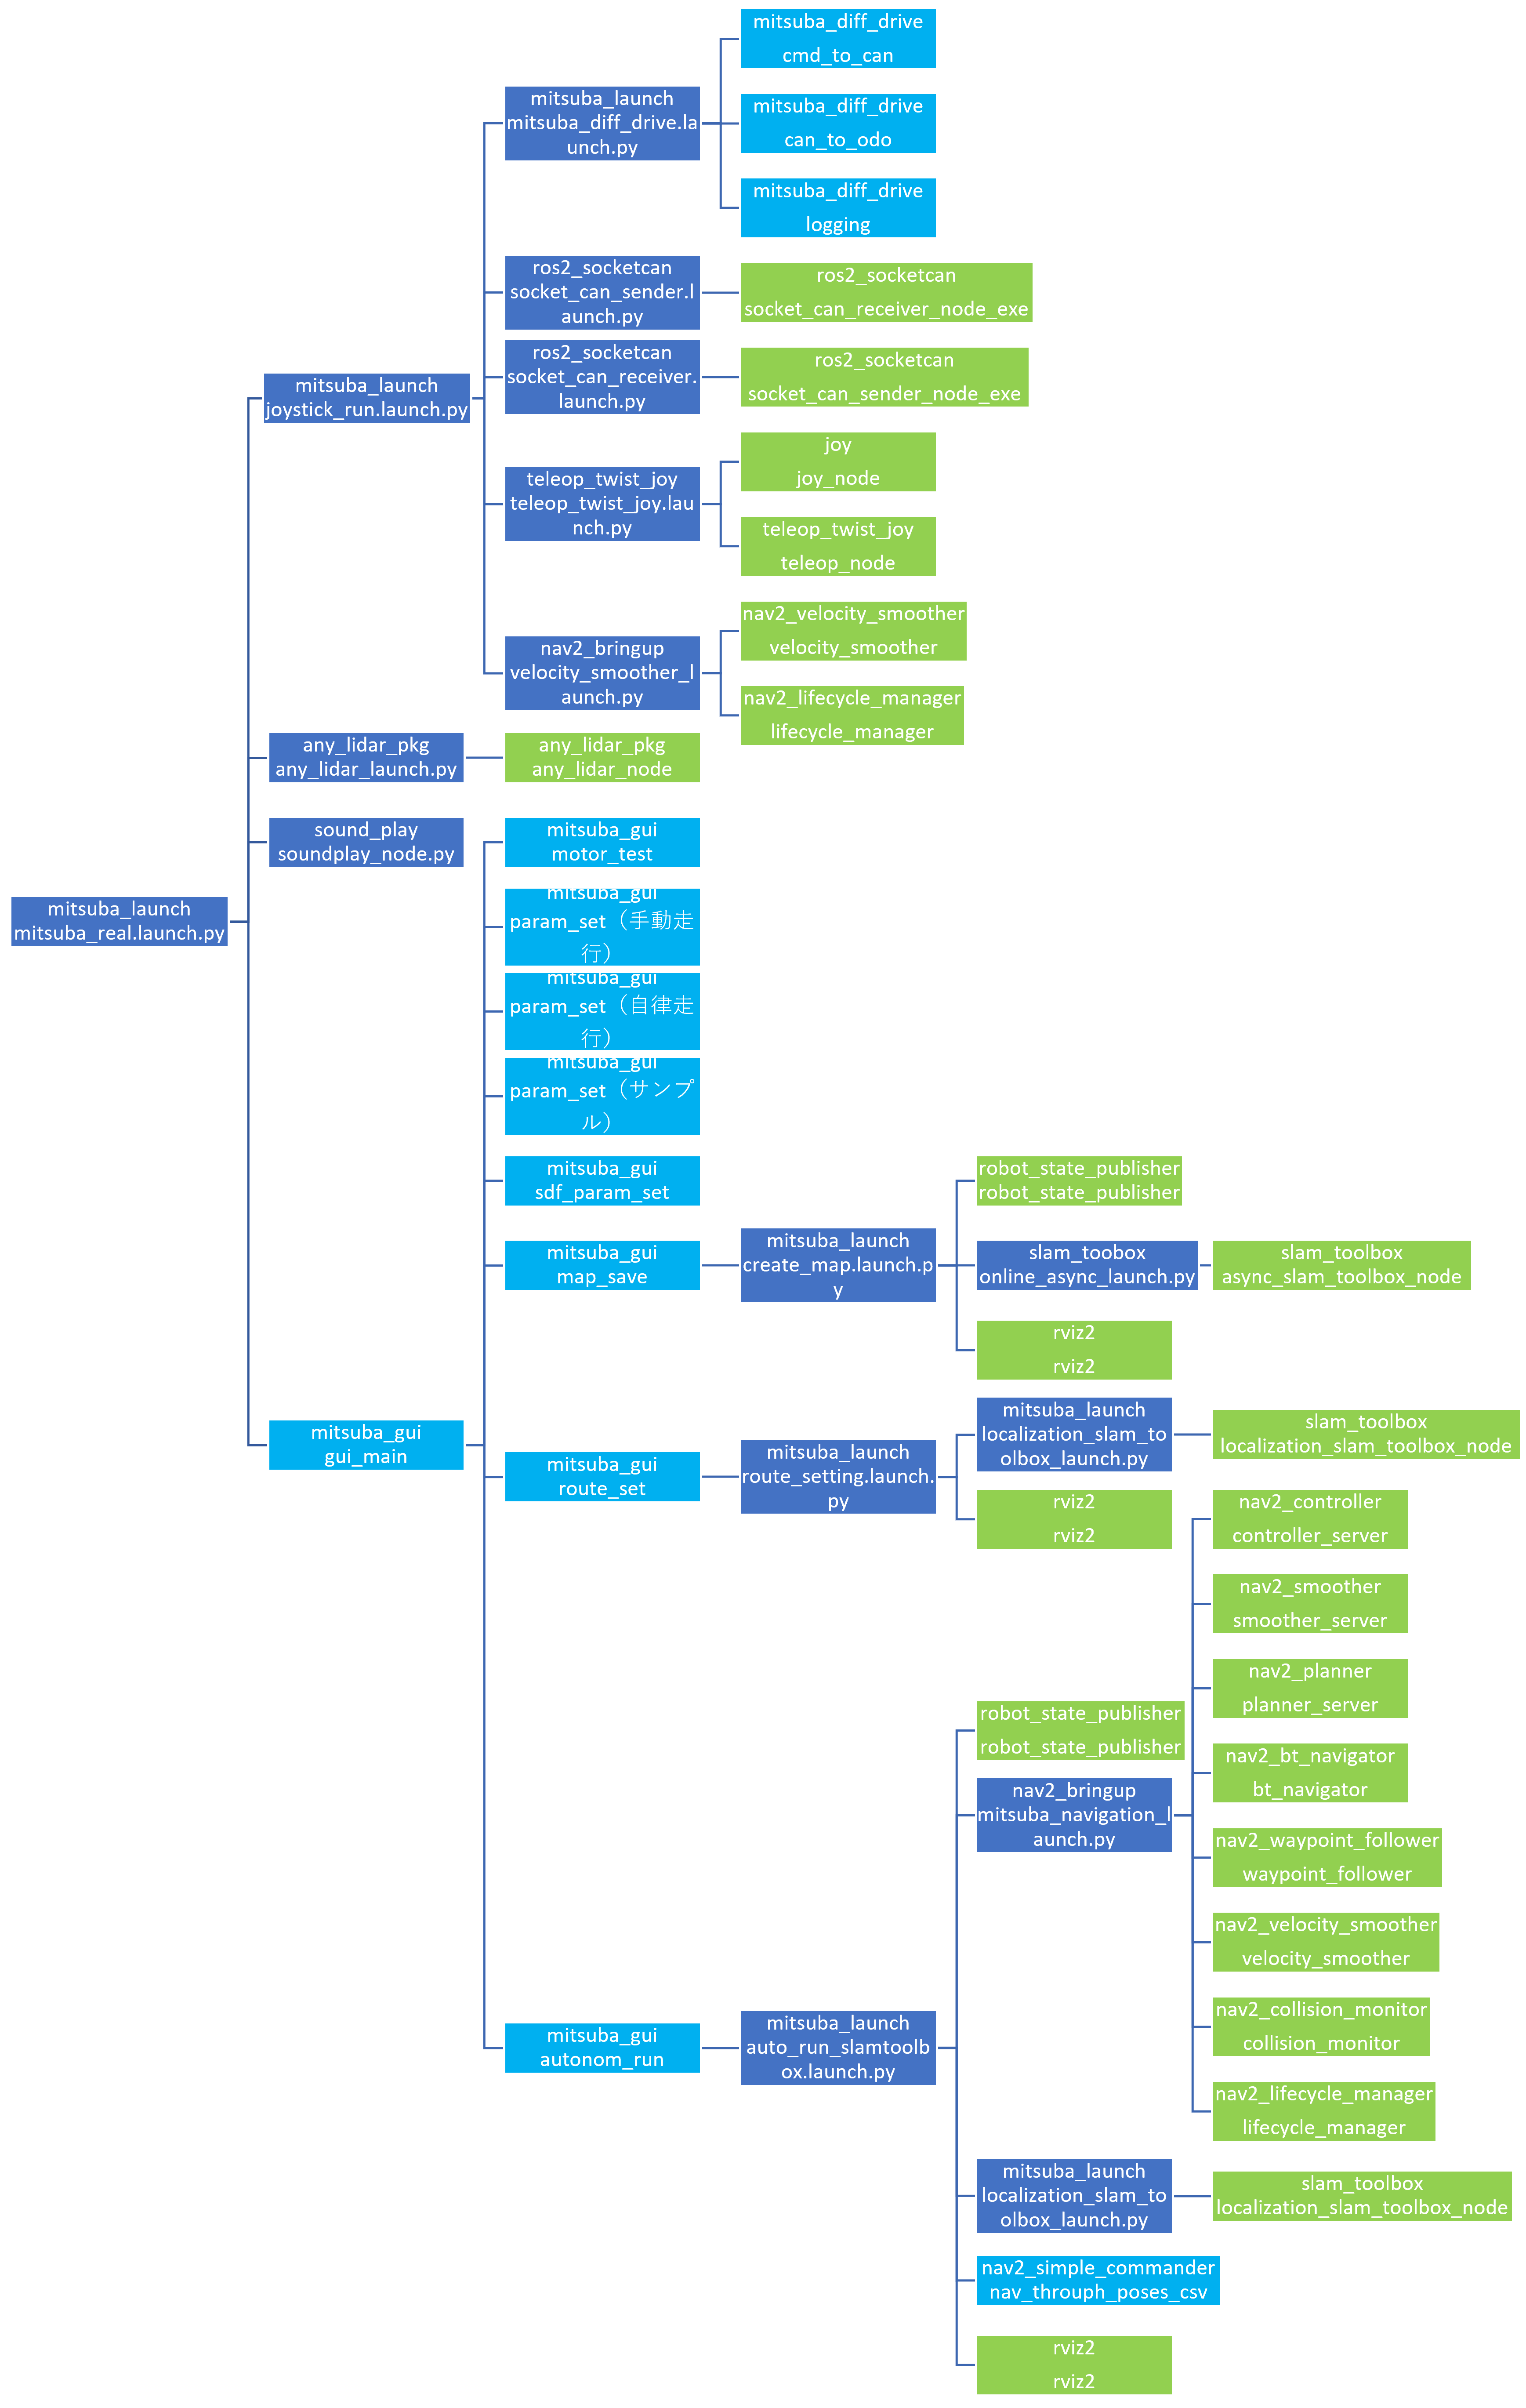 mitsuba_diff_drive
cmd_to_can
mitsuba_launch
mitsuba_diff_drive.la
unch.py
mitsuba_diff_drive
can_to_odo
mitsuba_diff_drive
logging
ros2_socketcan
socket_can_sender.l
aunch.py
ros2_socketcan
socket_can_receiver_node_exe
ros2_socketcan
socket_can_receiver.
launch.py
ros2_socketcan
socket_can_sender_node_exe
mitsuba_launch
joystick_run.launch.py
joy
joy_node
teleop_twist_joy
teleop_twist_joy.lau
nch.py
teleop_twist_joy
teleop_node
nav2_velocity_smoother
velocity_smoother
nav2_bringup
velocity_smoother_l
aunch.py
nav2_lifecycle_manager
lifecycle_manager
any_lidar_pkg
any_lidar_launch.py
any_lidar_pkg
any_lidar_node
sound_play
soundplay_node.py
mitsuba_gui
motor_test
mitsuba_launch
mitsuba_real.launch.py
mitsuba_gui
param_set（手動走
行）
mitsuba_gui
param_set（自律走
行）
mitsuba_gui
param_set（サンプ
ル）
mitsuba_gui
sdf_param_set
robot_state_publisher
robot_state_publisher
mitsuba_gui
map_save
mitsuba_launch
create_map.launch.p
y
slam_toobox
online_async_launch.py
slam_toolbox
async_slam_toolbox_node
rviz2
rviz2
mitsuba_gui
gui_main
mitsuba_gui
route_set
mitsuba_launch
route_setting.launch.
py
mitsuba_launch
localization_slam_to
olbox_launch.py
slam_toolbox
localization_slam_toolbox_node
rviz2
rviz2
nav2_controller
controller_server
nav2_smoother
smoother_server
nav2_planner
planner_server
robot_state_publisher
robot_state_publisher
nav2_bt_navigator
bt_navigator
nav2_bringup
mitsuba_navigation_l
aunch.py
nav2_waypoint_follower
waypoint_follower
nav2_velocity_smoother
velocity_smoother
nav2_collision_monitor
collision_monitor
mitsuba_gui
autonom_run
mitsuba_launch
auto_run_slamtoolb
ox.launch.py
nav2_lifecycle_manager
lifecycle_manager
mitsuba_launch
localization_slam_to
olbox_launch.py
slam_toolbox
localization_slam_toolbox_node
nav2_simple_commander
nav_throuph_poses_csv
rviz2
rviz2